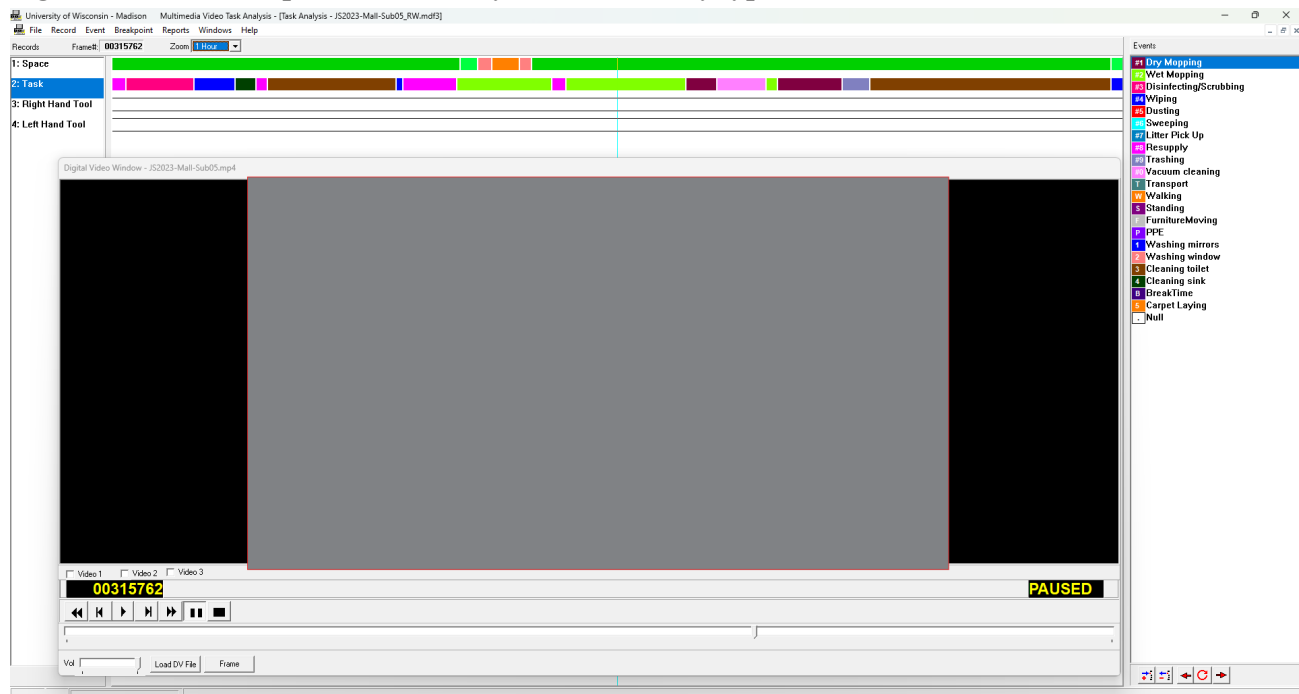 University of Wisconsin - Madison Multimedia Video Task Analysis - [Task Analysis - JS2023-Mall-Sub05_RW.mdf3]
File Record Event Breakpoint Reports Windows Help
Records Frame#: 00315762 Zoom 1 Hour
Events
1: Space
2: Task
3: Right Hand Tool
4: Left Hand Tool
#1 Dry Mopping
#2 Wet Mopping
#3 Disinfecting/Scrubbing
#4 Wiping
#5 Dusting
#6 Sweeping
#7 Litter Pick Up
#8 Resupply
#9 Trashing
#0 Vacuum cleaning
T Transport
W Walking
S Standing
F FurnitureMoving
P PPE
1 Washing mirrors
2 Washing window
3 Cleaning toilet
4 Cleaning sink
B BreakTime
5 Carpet Laying
. Null
Digital Video Window - JS2023-Mall-Sub05.mp4
Video 1 Video 2 Video 3
00315762 PAUSED
Vol Load DV File Frame